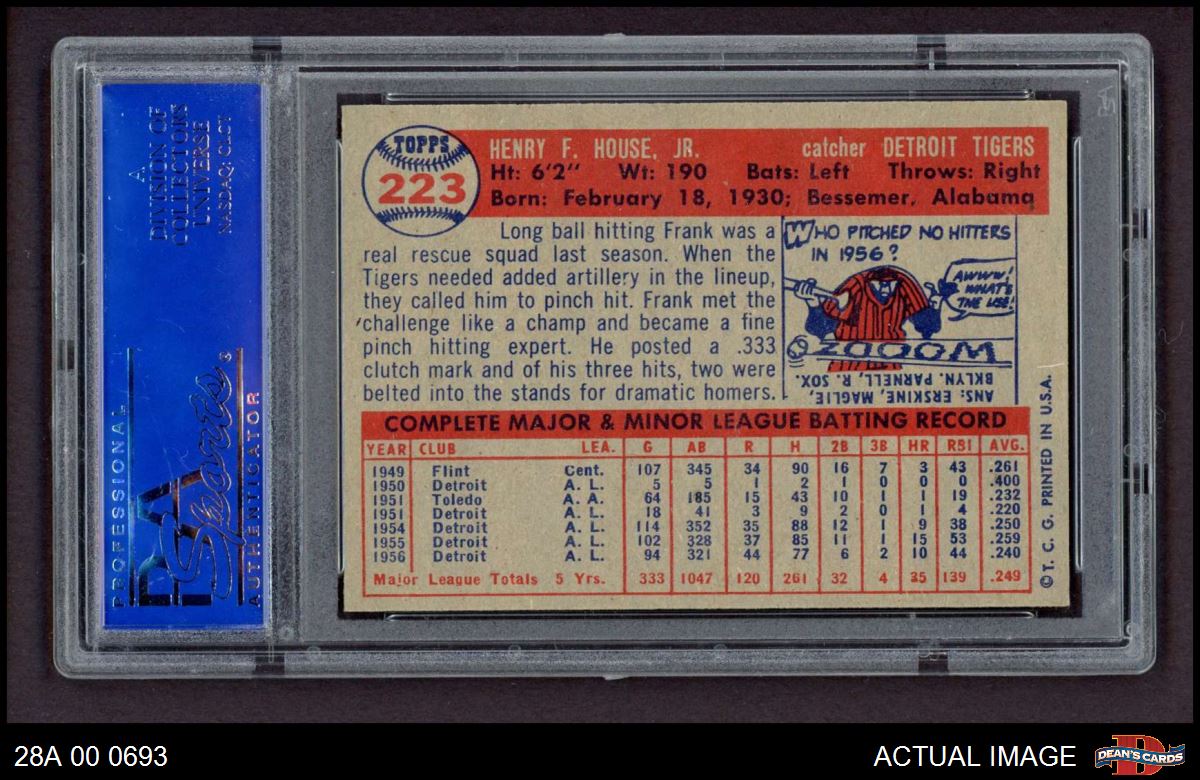 A
DIVISION OF
COLLECTORS
UNIVERSE
NASDAQ: CLCT
PROFESSIONAL
PSA
Sports
AUTHENTICATOR
TOPPS
223
HENRY F. HOUSE, JR. catcher DETROIT TIGERS
Ht: 6'2" Wt: 190 Bats: Left Throws: Right
Born: February 18, 1930; Bessemer, Alabama
Long ball hitting Frank was a
real rescue squad last season. When the
Tigers needed added artillery in the lineup,
they called him to pinch hit. Frank met the
challenge like a champ and became a fine
pinch hitting expert. He posted a .333
clutch mark and of his three hits, two were
belted into the stands for dramatic homers.
WHO PITCHED NO HITTERS
IN 1956?
AWWW!
WHAT'S
THE USE!
ZOOOM
ANS: ERSKINE, MAGLIE,
BKLYN. PARNELL, R. SOX.
COMPLETE MAJOR & MINOR LEAGUE BATTING RECORD
YEAR CLUB LEA. G AB R H 2B 3B HR RBI AVG.
1949 Flint Cent. 107 345 34 90 16 7 3 43 .261
1950 Detroit A. L. 5 5 1 2 1 0 0 0 .400
1951 Toledo A. A. 64 185 15 43 10 1 1 19 .232
1951 Detroit A. L. 18 41 3 9 2 0 1 4 .220
1954 Detroit A. L. 114 352 35 88 12 1 9 38 .250
1955 Detroit A. L. 102 328 37 85 11 1 15 53 .259
1956 Detroit A. L. 94 321 44 77 6 2 10 44 .240
Major League Totals 5 Yrs. 333 1047 120 261 32 4 35 139 .249
© T. C. G. PRINTED IN U.S.A.
28A 00 0693
ACTUAL IMAGE
D
DEAN'S CARDS